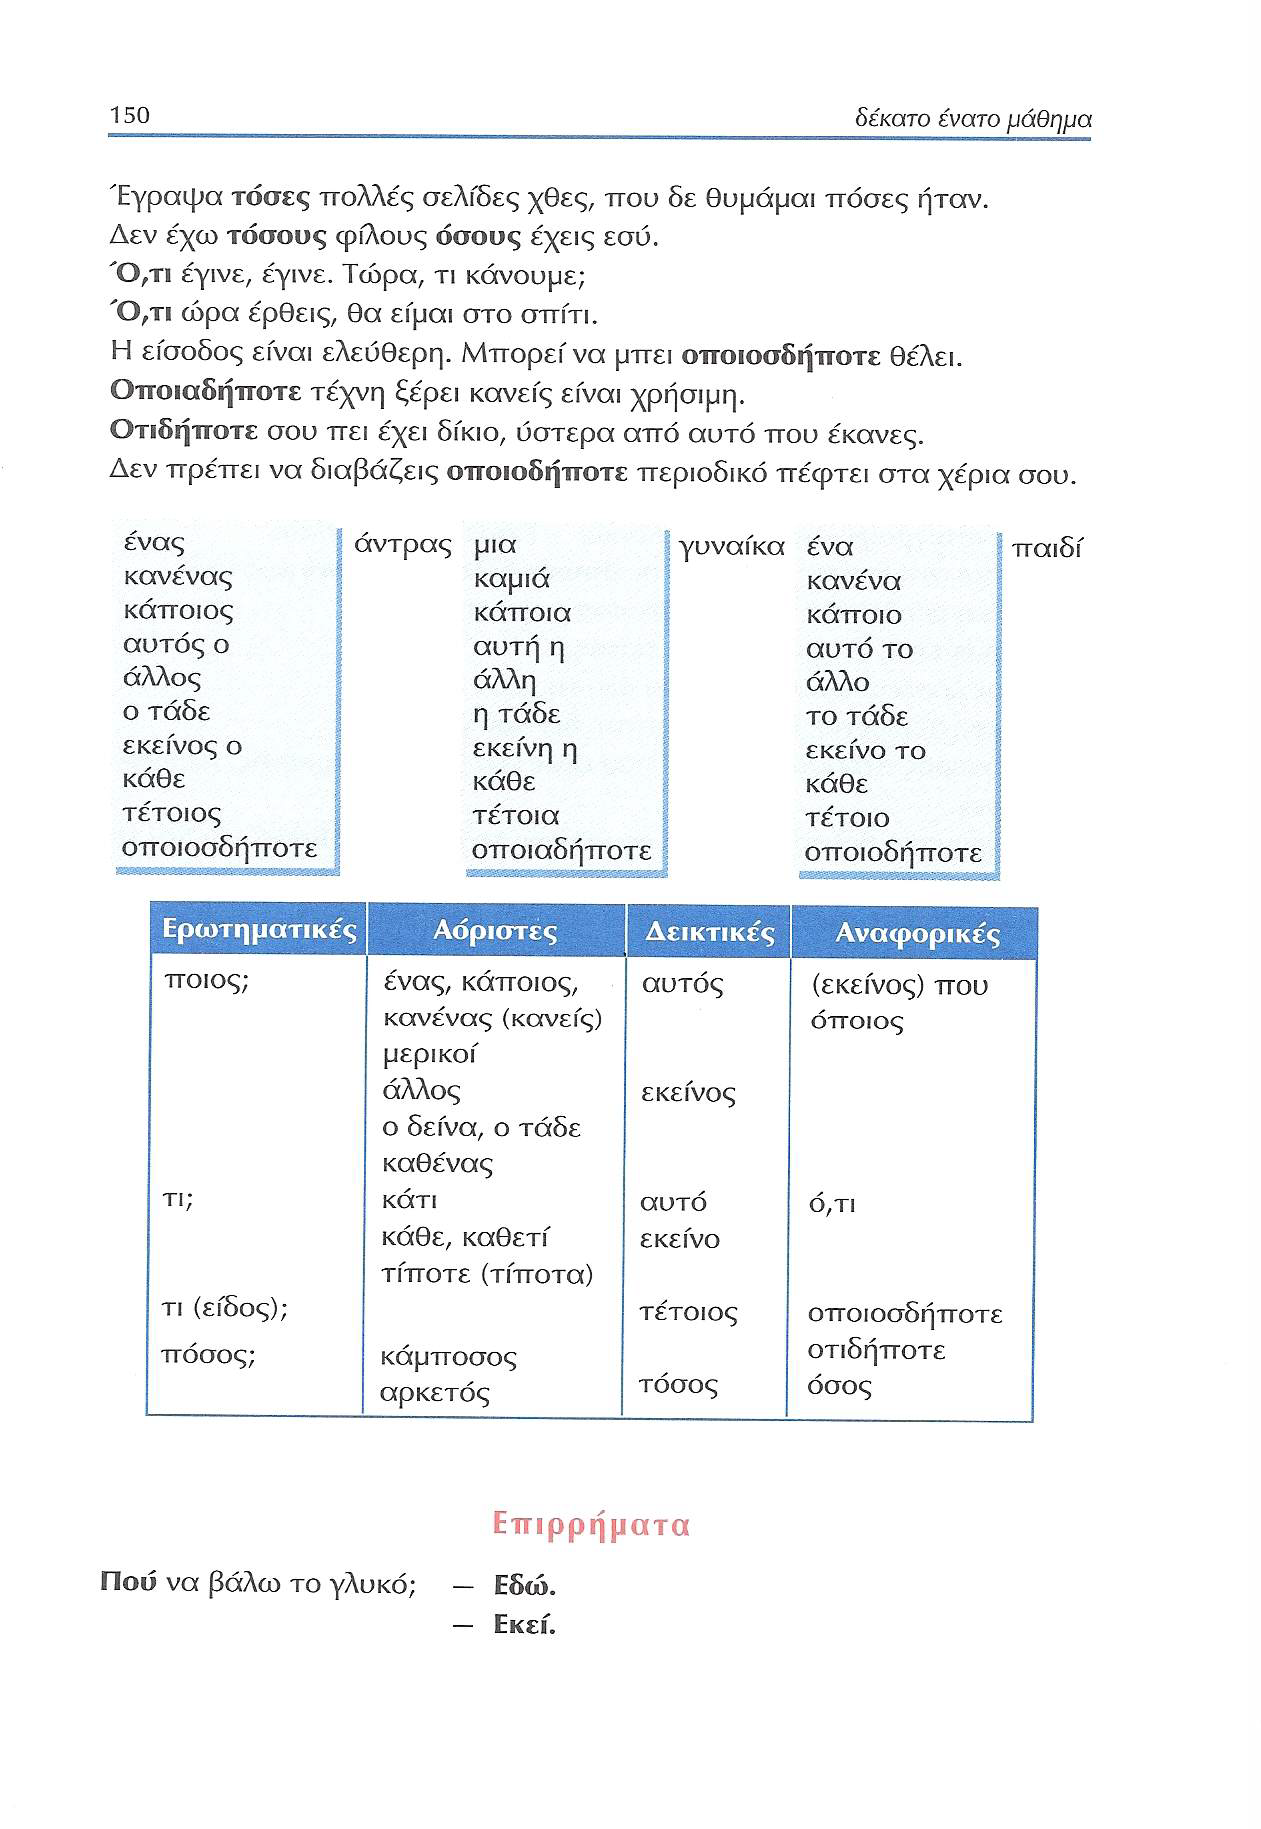 150 δέκατο ένατο μάθημα
Έγραψα τόσες πολλές σελίδες χθες, που δε θυμάμαι πόσες ήταν.
Δεν έχω τόσους φίλους όσους έχεις εσύ.
Ό,τι έγινε, έγινε. Τώρα, τι κάνουμε;
Ό,τι ώρα έρθεις, θα είμαι στο σπίτι.
Η είσοδος είναι ελεύθερη. Μπορεί να μπει οποιοσδήποτε θέλει.
Οποιαδήποτε τέχνη ξέρει κανείς είναι χρήσιμη.
Οτιδήποτε σου πει έχει δίκιο, ύστερα από αυτό που έκανες.
Δεν πρέπει να διαβάζεις οποιοδήποτε περιοδικό πέφτει στα χέρια σου.
ένας άντρας μια γυναίκα ένα παιδί
κανένας καμιά κανένα
κάποιος κάποια κάποιο
αυτός ο αυτή η αυτό το
άλλος άλλη άλλο
ο τάδε η τάδε το τάδε
εκείνος ο εκείνη η εκείνο το
κάθε κάθε κάθε
τέτοιος τέτοια τέτοιο
οποιοσδήποτε οποιαδήποτε οποιοδήποτε
Ερωτηματικές Αόριστες Δεικτικές Αναφορικές
ποιος; ένας, κάποιος, αυτός (εκείνος) που
κανένας (κανείς) όποιος
μερικοί
άλλος εκείνος
ο δείνα, ο τάδε
καθένας
τι; κάτι αυτό ό,τι
κάθε, καθετί εκείνο
τίποτε (τίποτα)
τι (είδος); τέτοιος οποιοσδήποτε
πόσος; κάμποσος οτιδήποτε
αρκετός τόσος όσος
Επιρρήματα
Πού να βάλω το γλυκό; — Εδώ.
— Εκεί.